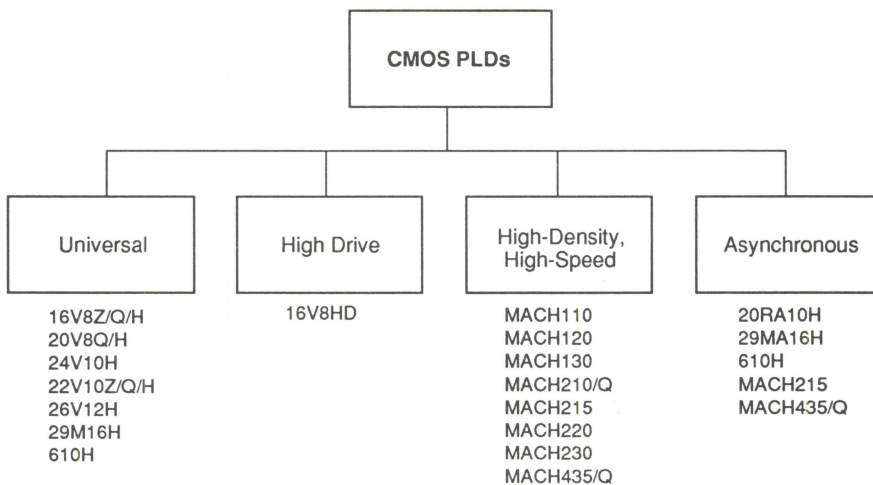 CMOS PLDs
Universal
16V8Z/Q/H
20V8Q/H
24V10H
22V10Z/Q/H
26V12H
29M16H
610H
High Drive
16V8HD
High-Density,
High-Speed
MACH110
MACH120
MACH130
MACH210/Q
MACH215
MACH220
MACH230
MACH435/Q
Asynchronous
20RA10H
29MA16H
610H
MACH215
MACH435/Q